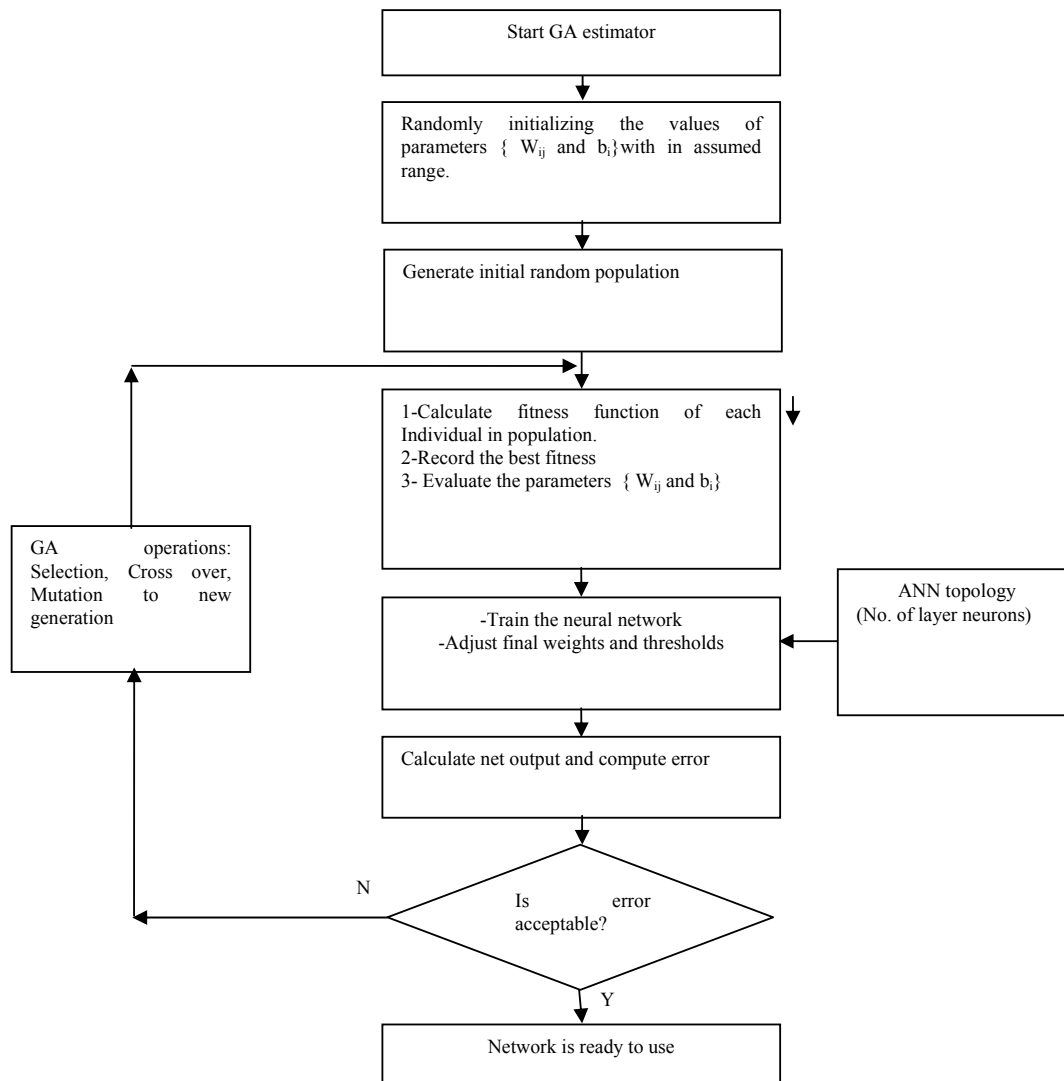 Start GA estimator
Randomly initializing the values of
parameters { Wij and bi}with in assumed
range.
Generate initial random population
1-Calculate fitness function of each
Individual in population.
2-Record the best fitness
3- Evaluate the parameters { Wij and bi}
GA operations:
Selection, Cross over,
Mutation to new
generation
-Train the neural network
-Adjust final weights and thresholds
ANN topology
(No. of layer neurons)
Calculate net output and compute error
N
Is error
acceptable?
Y
Network is ready to use